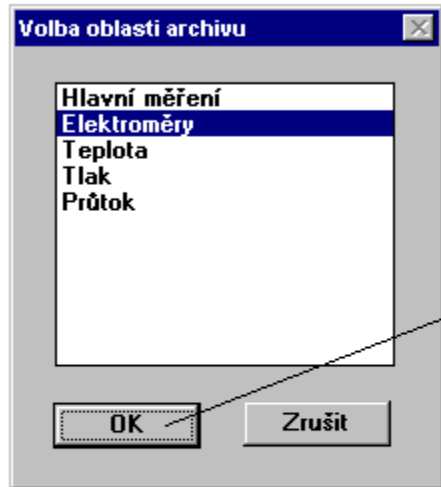 Volba oblasti archivu
Hlavní měření
Elektroměry
Teplota
Tlak
Průtok
OK
Zrušit